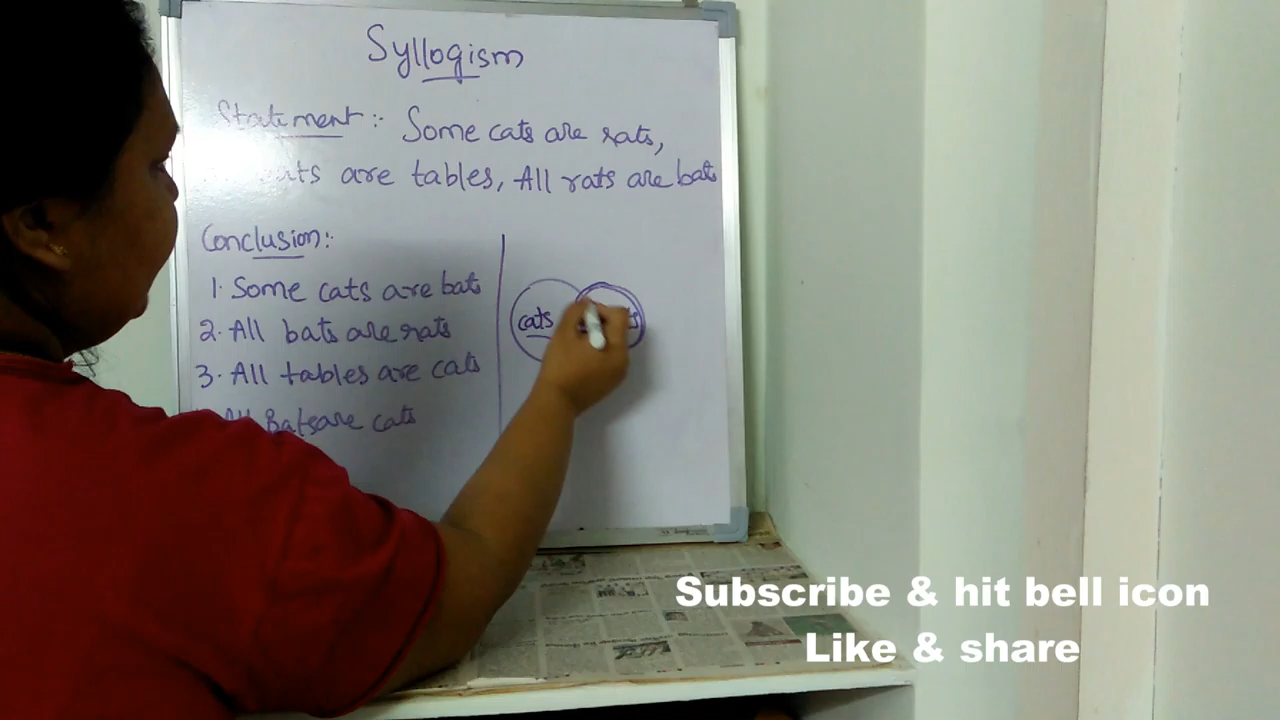 Syllogism
Statement:- Some cats are rats,
are tables, All rats are bats
Conclusion:-
1. Some cats are bats
2. All bats are rats
3. All tables are cats
All Bats are cats
cats
Subscribe & hit bell icon
Like & share